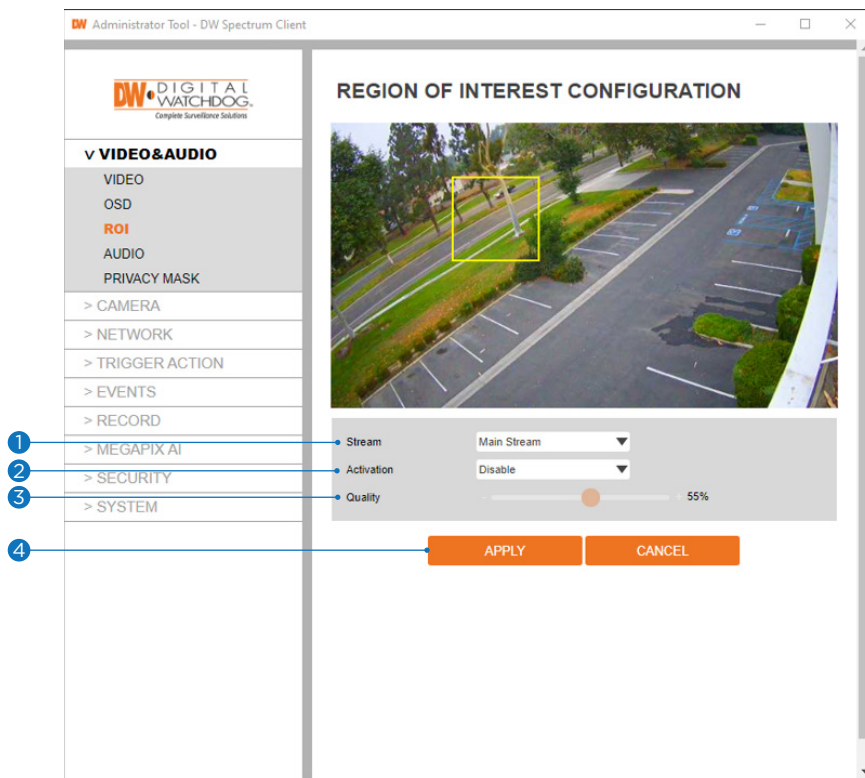 DW Administrator Tool - DW Spectrum Client
DW DIGITAL
WATCHDOG.
Complete Surveillance Solutions
REGION OF INTEREST CONFIGURATION
v VIDEO&AUDIO
VIDEO
OSD
ROI
AUDIO
PRIVACY MASK
> CAMERA
> NETWORK
> TRIGGER ACTION
> EVENTS
> RECORD
> MEGAPIX AI
> SECURITY
> SYSTEM
1 Stream Main Stream
2 Activation Disable
3 Quality - + 55%
4 APPLY CANCEL